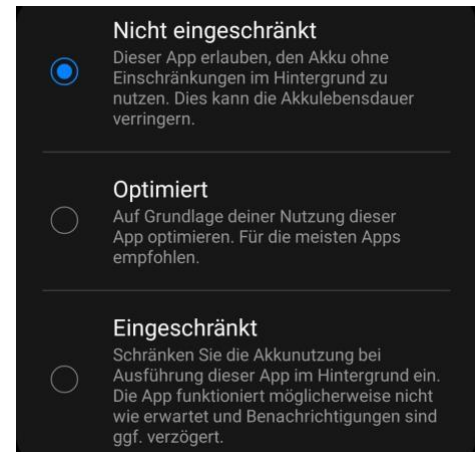 Nicht eingeschränkt
Dieser App erlauben, den Akku ohne
Einschränkungen im Hintergrund zu
nutzen. Dies kann die Akkulebensdauer
verringern.
Optimiert
Auf Grundlage deiner Nutzung dieser
App optimieren. Für die meisten Apps
empfohlen.
Eingeschränkt
Schränken Sie die Akkunutzung bei
Ausführung dieser App im Hintergrund ein.
Die App funktioniert möglicherweise nicht
wie erwartet und Benachrichtigungen sind
ggf. verzögert.